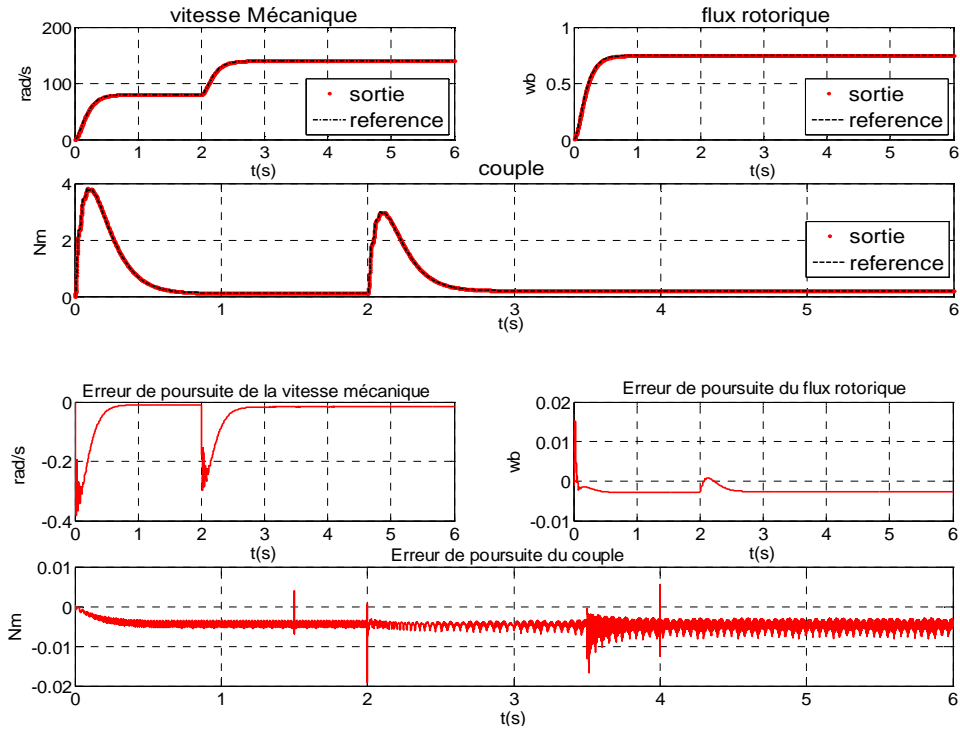 vitesse Mécanique
200
100
0
rad/s
0 1 2 3 4 5 6
t(s)
sortie
reference
flux rotorique
1
0.5
0
wb
0 1 2 3 4 5 6
t(s)
sortie
reference
couple
4
2
0
Nm
0 1 2 3 4 5 6
t(s)
sortie
reference
Erreur de poursuite de la vitesse mécanique
0
-0.2
-0.4
rad/s
0 1 2 3 4 5 6
t(s)
Erreur de poursuite du flux rotorique
0.02
0.01
0
-0.01
wb
0 1 2 3 4 5 6
t(s)
Erreur de poursuite du couple
0.01
0
-0.01
-0.02
Nm
0 1 2 3 4 5 6
t(s)